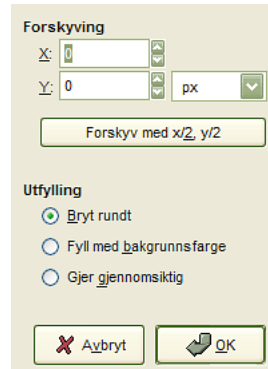 Forskyving
X: 0
Y: 0 px
Forskyv med x/2, y/2
Utfylling
Bryt rundt
Fyll med bakgrunnsfarge
Gjer gjennomsiktig
Avbryt OK